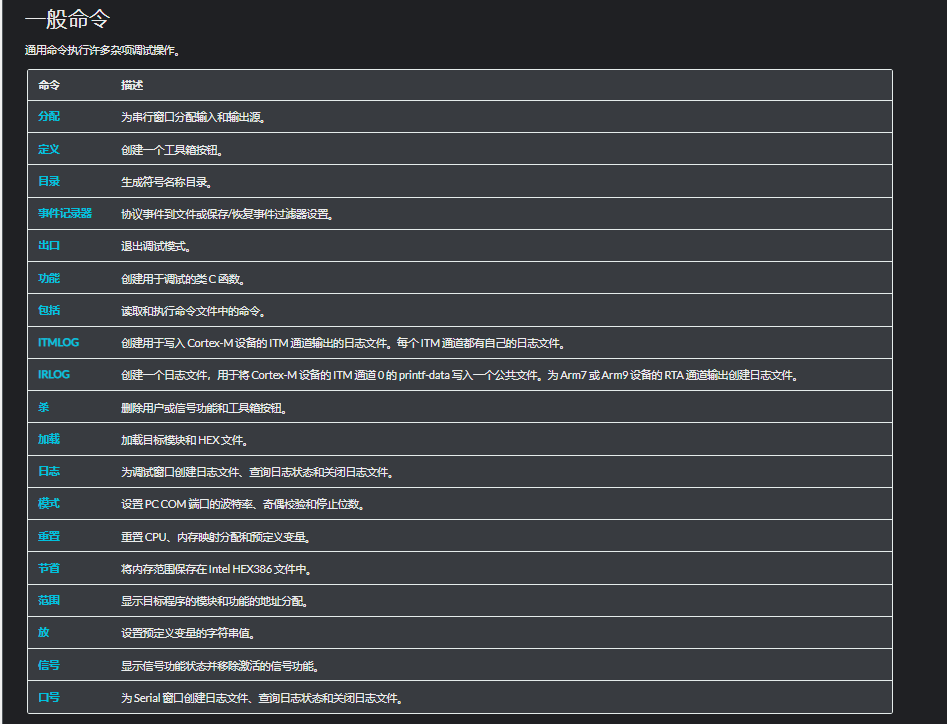 一般命令
通用命令执行许多杂项调试操作。
命令 描述
分配 为串行窗口分配输入和输出源。
定义 创建一个工具箱按钮。
目录 生成符号名称目录。
事件记录器 协议事件到文件或保存/恢复事件过滤器设置。
出口 退出调试模式。
功能 创建用于调试的类 C 函数。
包括 读取和执行命令文件中的命令。
ITMLOG 创建用于写入 Cortex-M 设备的 ITM 通道输出的日志文件。每个 ITM 通道都有自己的日志文件。
IRLOG 创建一个日志文件，用于将 Cortex-M 设备的 ITM 通道 0 的 printf-data 写入一个公共文件。为 Arm7 或 Arm9 设备的 RTA 通道输出创建日志文件。
杀 删除用户或信号功能和工具箱按钮。
加载 加载目标模块和 HEX 文件。
日志 为调试窗口创建日志文件、查询日志状态和关闭日志文件。
模式 设置 PC COM 端口的波特率、奇偶校验和停止位数。
重置 重置 CPU、内存映射分配和预定义变量。
节省 将内存范围保存在 Intel HEX386 文件中。
范围 显示目标程序的模块和功能的地址分配。
放 设置预定义变量的字符串值。
信号 显示信号功能状态并移除激活的信号功能。
口号 为 Serial 窗口创建日志文件、查询日志状态和关闭日志文件。